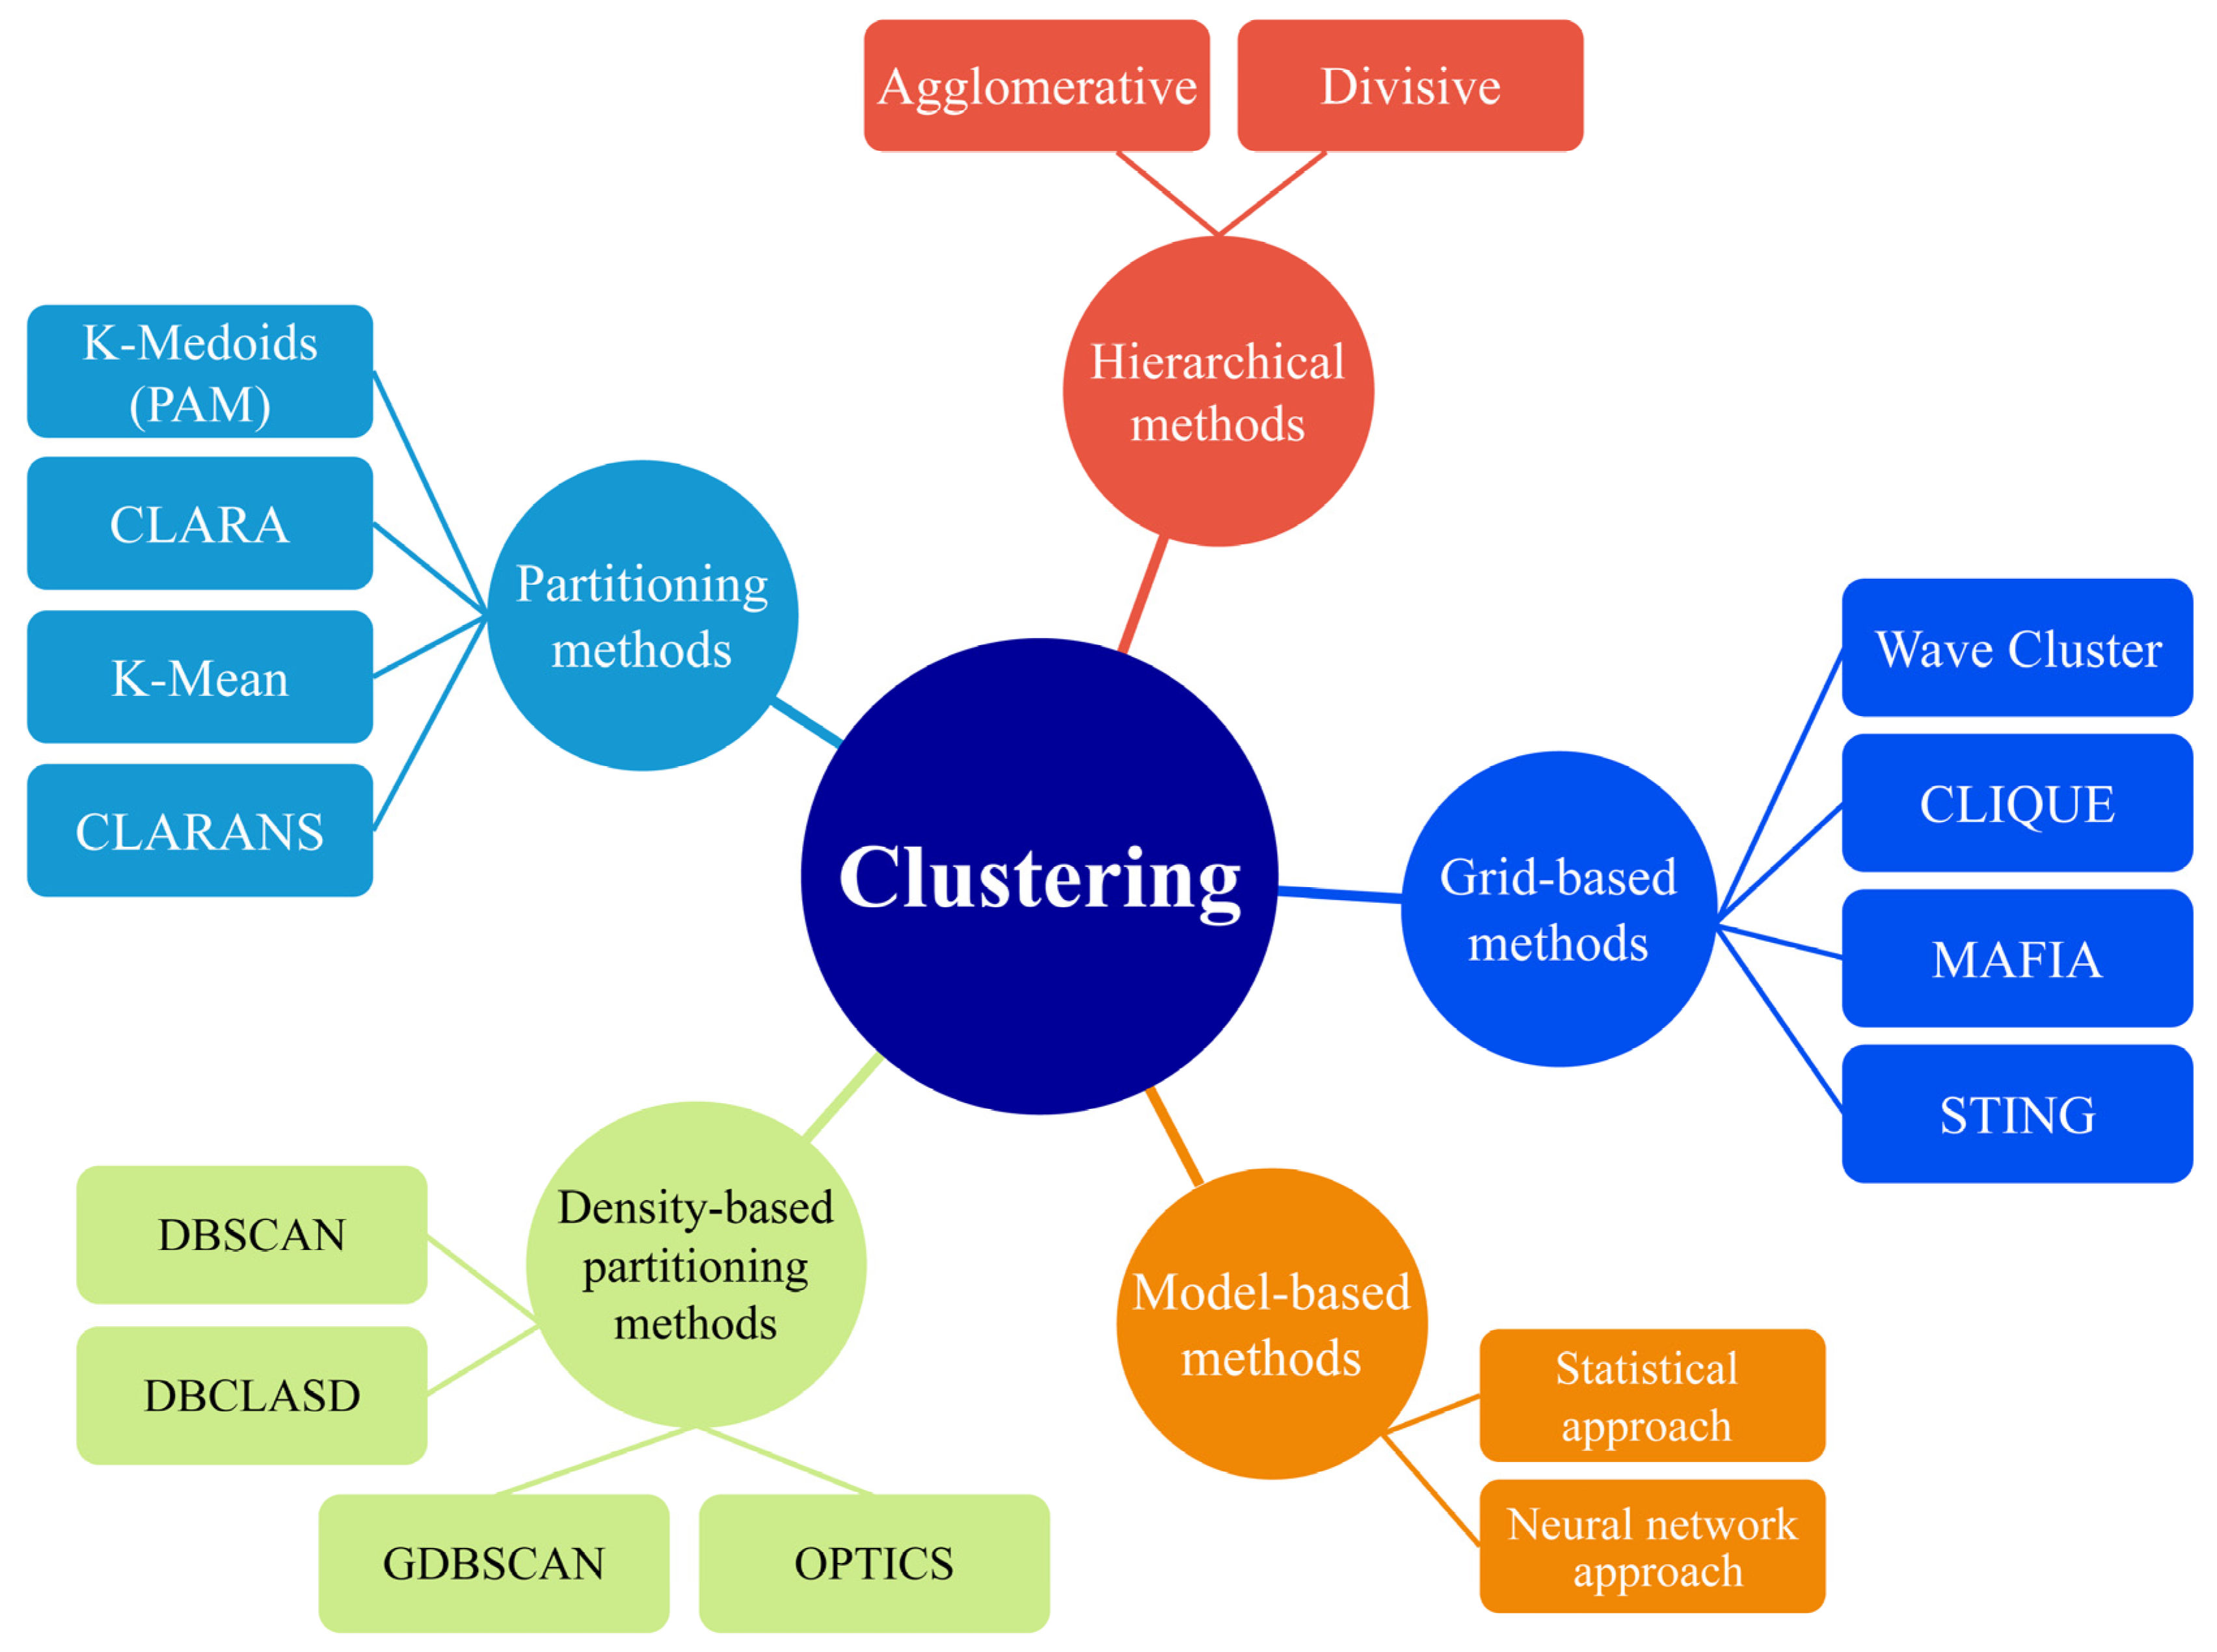 Agglomerative
Divisive
Hierarchical
methods
K-Medoids
(PAM)
CLARA
K-Mean
CLARANS
Partitioning
methods
Clustering
Grid-based
methods
Wave Cluster
CLIQUE
MAFIA
STING
Density-based
partitioning
methods
DBSCAN
DBCLASD
GDBSCAN
OPTICS
Model-based
methods
Statistical
approach
Neural network
approach